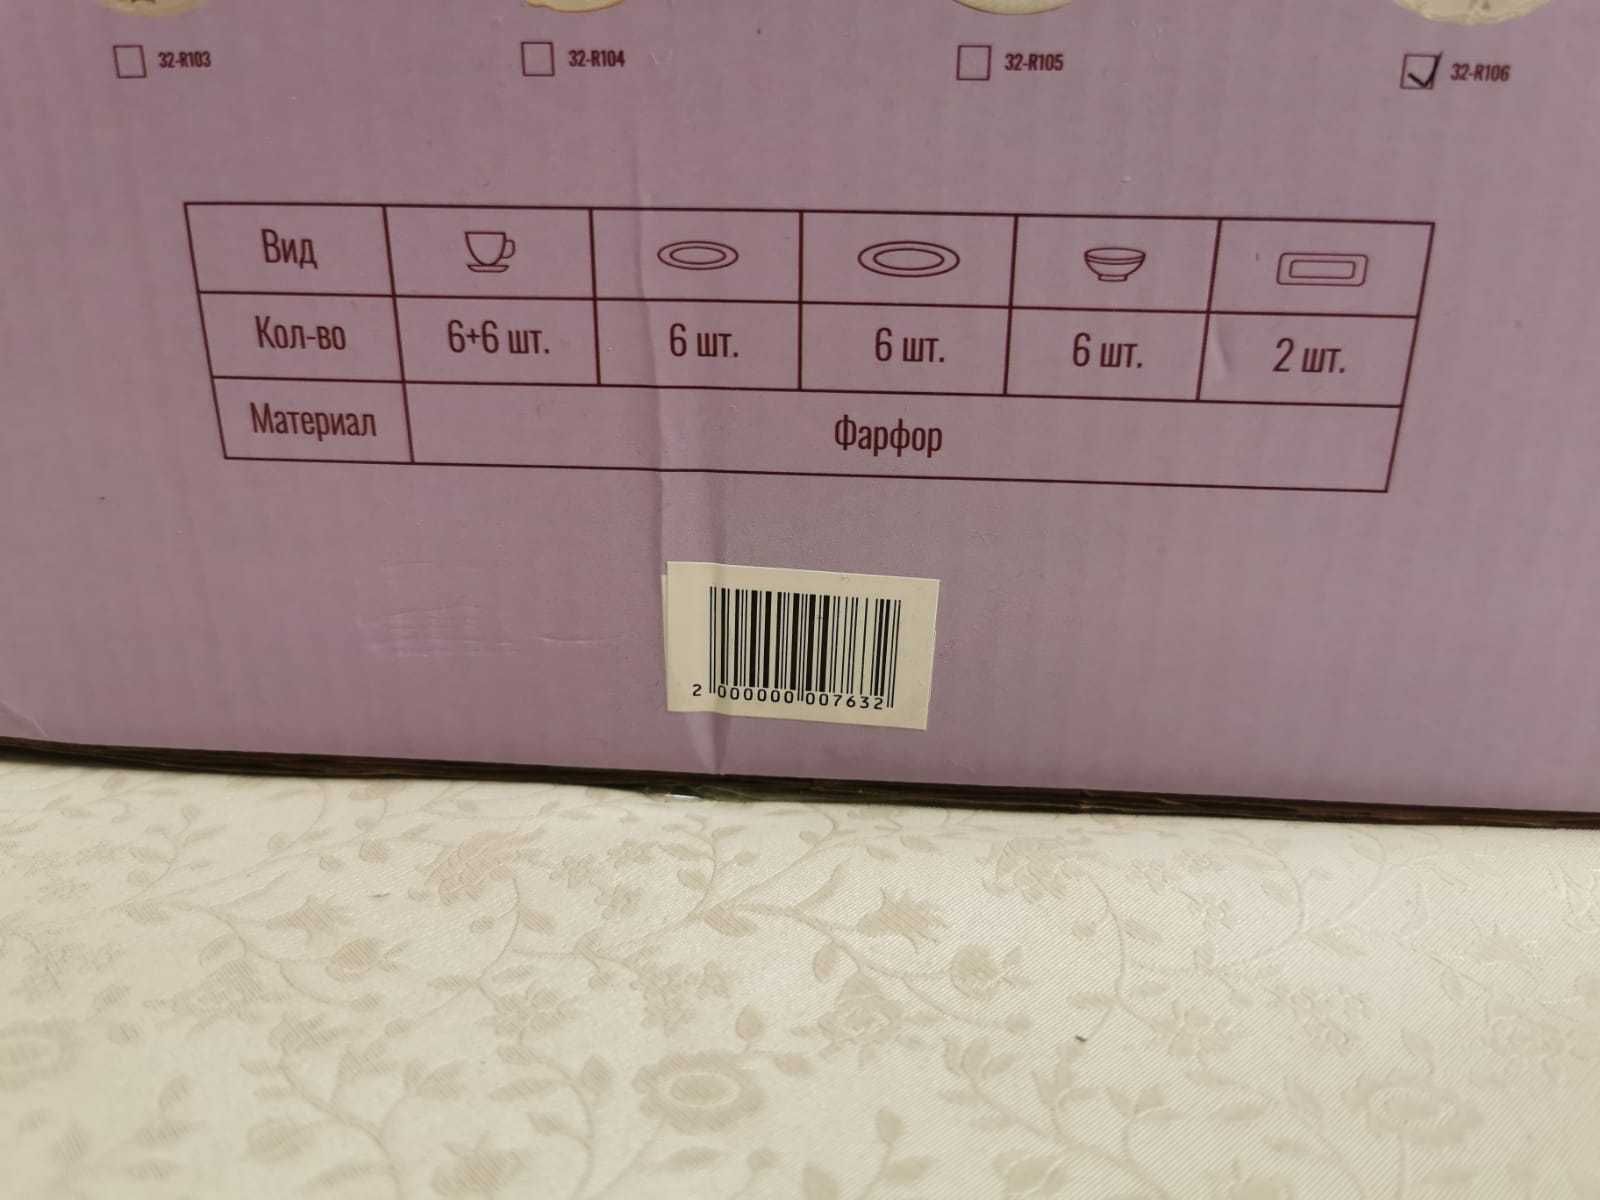 32-R103 32-R104 32-R105 32-R106
Вид
Кол-во 6+6 шт. 6 шт. 6 шт. 6 шт. 2 шт.
Материал Фарфор
2 000000 007632